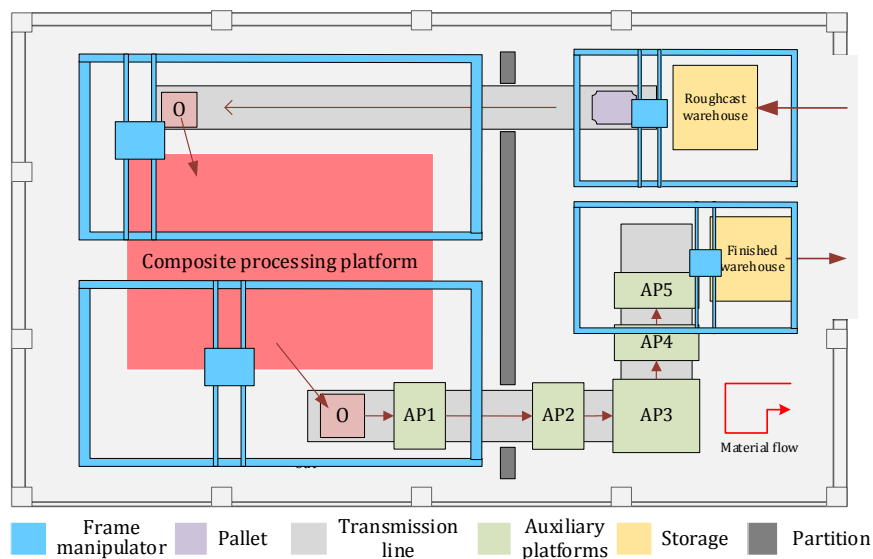 O
Roughcast
warehouse
Composite processing platform
Finished
warehouse
AP5
AP4
O
AP1
AP2
AP3
Material flow
Frame
manipulator
Pallet
Transmission
line
Auxiliary
platforms
Storage
Partition